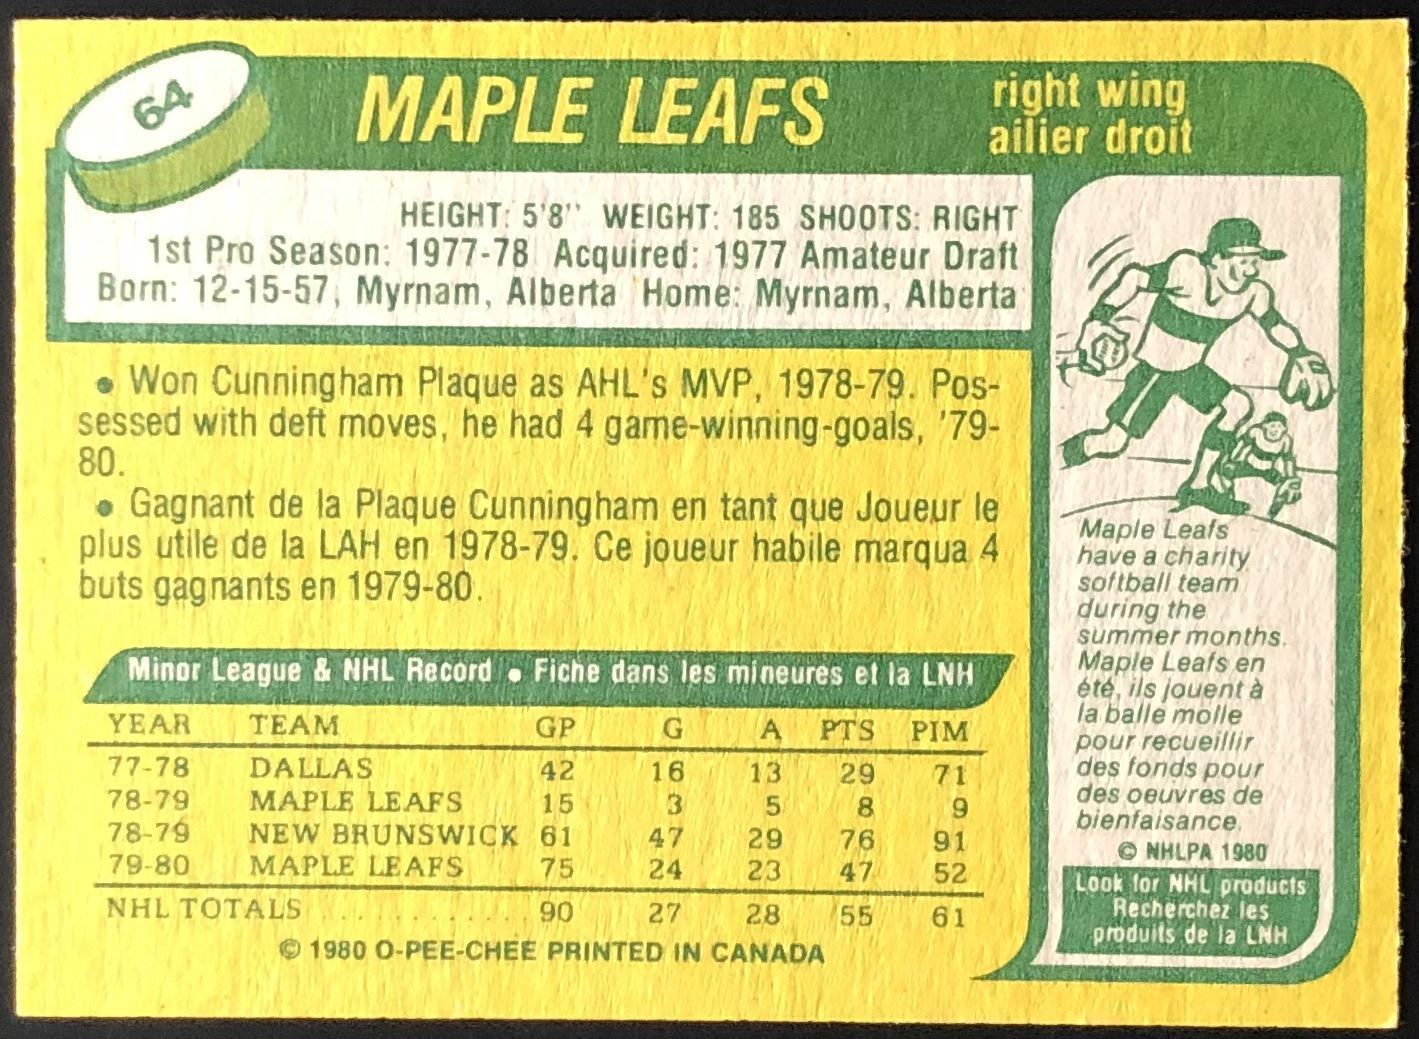 64
MAPLE LEAFS
right wing
ailier droit
HEIGHT: 5'8" WEIGHT: 185 SHOOTS: RIGHT
1st Pro Season: 1977-78 Acquired: 1977 Amateur Draft
Born: 12-15-57, Myrnam, Alberta Home: Myrnam, Alberta
• Won Cunningham Plaque as AHL's MVP, 1978-79. Pos-
sessed with deft moves, he had 4 game-winning-goals, '79-
80.
• Gagnant de la Plaque Cunningham en tant que Joueur le
plus utile de la LAH en 1978-79. Ce joueur habile marqua 4
buts gagnants en 1979-80.
Minor League & NHL Record • Fiche dans les mineures et la LNH
YEAR TEAM GP G A PTS PIM
77-78 DALLAS 42 16 13 29 71
78-79 MAPLE LEAFS 15 3 5 8 9
78-79 NEW BRUNSWICK 61 47 29 76 91
79-80 MAPLE LEAFS 75 24 23 47 52
NHL TOTALS . . . . . . . . . . . . 90 27 28 55 61
© 1980 O-PEE-CHEE PRINTED IN CANADA
Maple Leafs
have a charity
softball team
during the
summer months.
Maple Leafs en
été, ils jouent à
la balle molle
pour recueillir
des fonds pour
des oeuvres de
bienfaisance.
© NHLPA 1980
Look for NHL products
Recherchez les
produits de la LNH